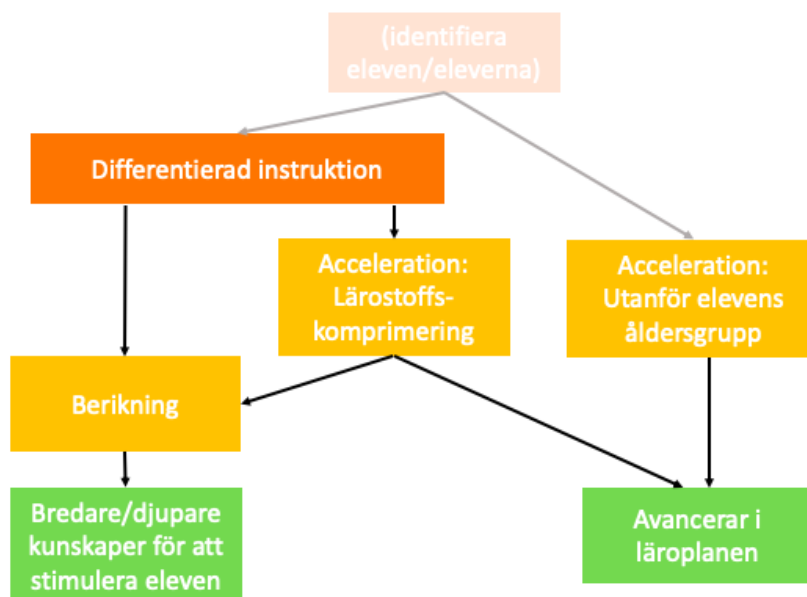 (identifiera
eleven/eleverna)
Differentierad instruktion
Acceleration:
Lärostoffs-
komprimering
Acceleration:
Utanför elevens
åldersgrupp
Berikning
Bredare/djupare
kunskaper för att
stimulera eleven
Avancerar i
läroplanen